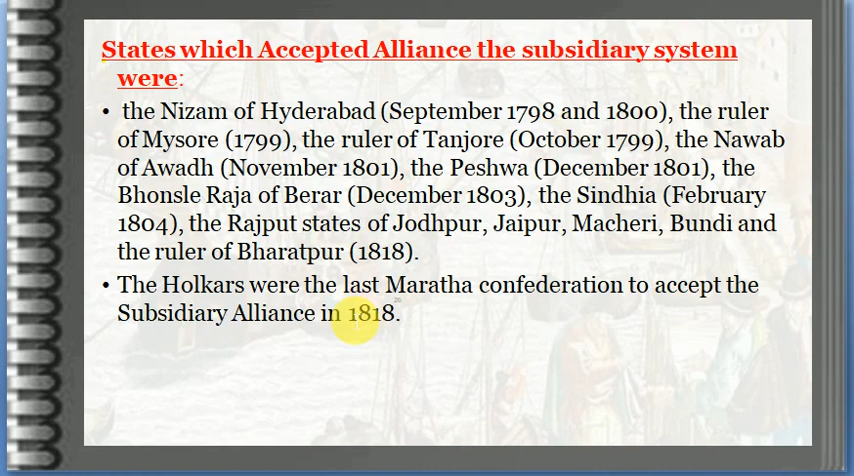 States which Accepted Alliance the subsidiary system
were:
• the Nizam of Hyderabad (September 1798 and 1800), the ruler
of Mysore (1799), the ruler of Tanjore (October 1799), the Nawab
of Awadh (November 1801), the Peshwa (December 1801), the
Bhonsle Raja of Berar (December 1803), the Sindhia (February
1804), the Rajput states of Jodhpur, Jaipur, Macheri, Bundi and
the ruler of Bharatpur (1818).
• The Holkars were the last Maratha confederation to accept the
Subsidiary Alliance in 1818.